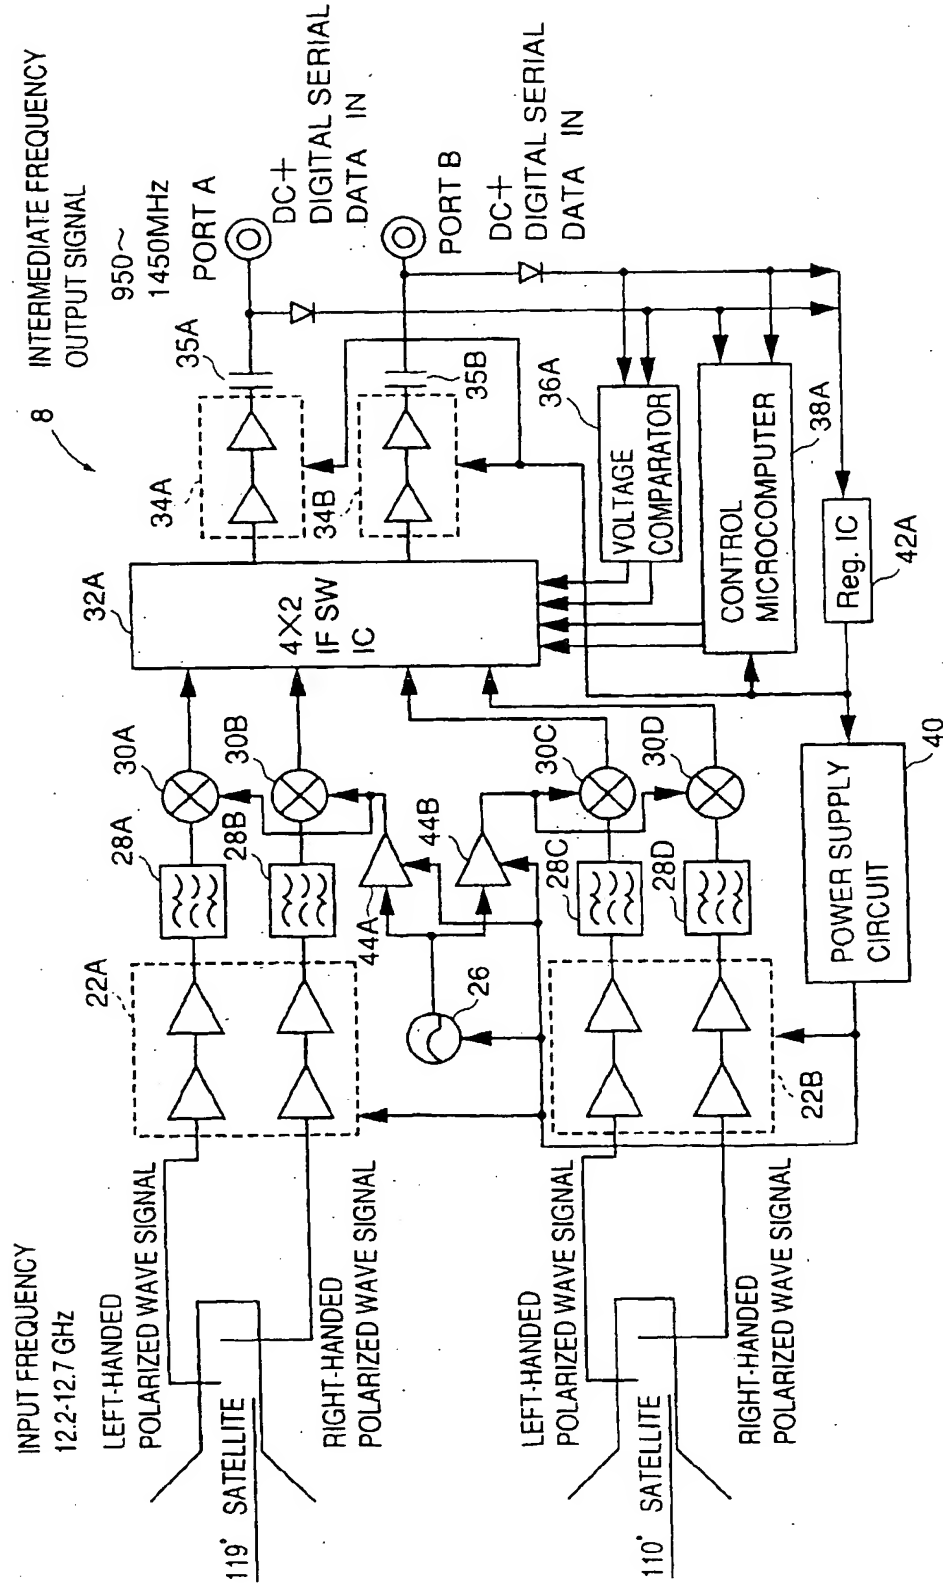 INPUT FREQUENCY
12.2-12.7 GHz
LEFT-HANDED
POLARIZED WAVE SIGNAL
119° SATELLITE
RIGHT-HANDED
POLARIZED WAVE SIGNAL
LEFT-HANDED
POLARIZED WAVE SIGNAL
110° SATELLITE
RIGHT-HANDED
POLARIZED WAVE SIGNAL
22A
22B
26
28A
28B
28C
28D
30A
30B
30C
30D
44A
44B
POWER SUPPLY
CIRCUIT
40
32A
4×2
IF SW
IC
8
INTERMEDIATE FREQUENCY
OUTPUT SIGNAL
950~
1450MHz
34A
34B
35A
35B
PORT A
DC+
DIGITAL SERIAL
DATA IN
PORT B
DC+
DIGITAL SERIAL
DATA IN
36A
VOLTAGE
COMPARATOR
CONTROL
MICROCOMPUTER
38A
Reg. IC
42A